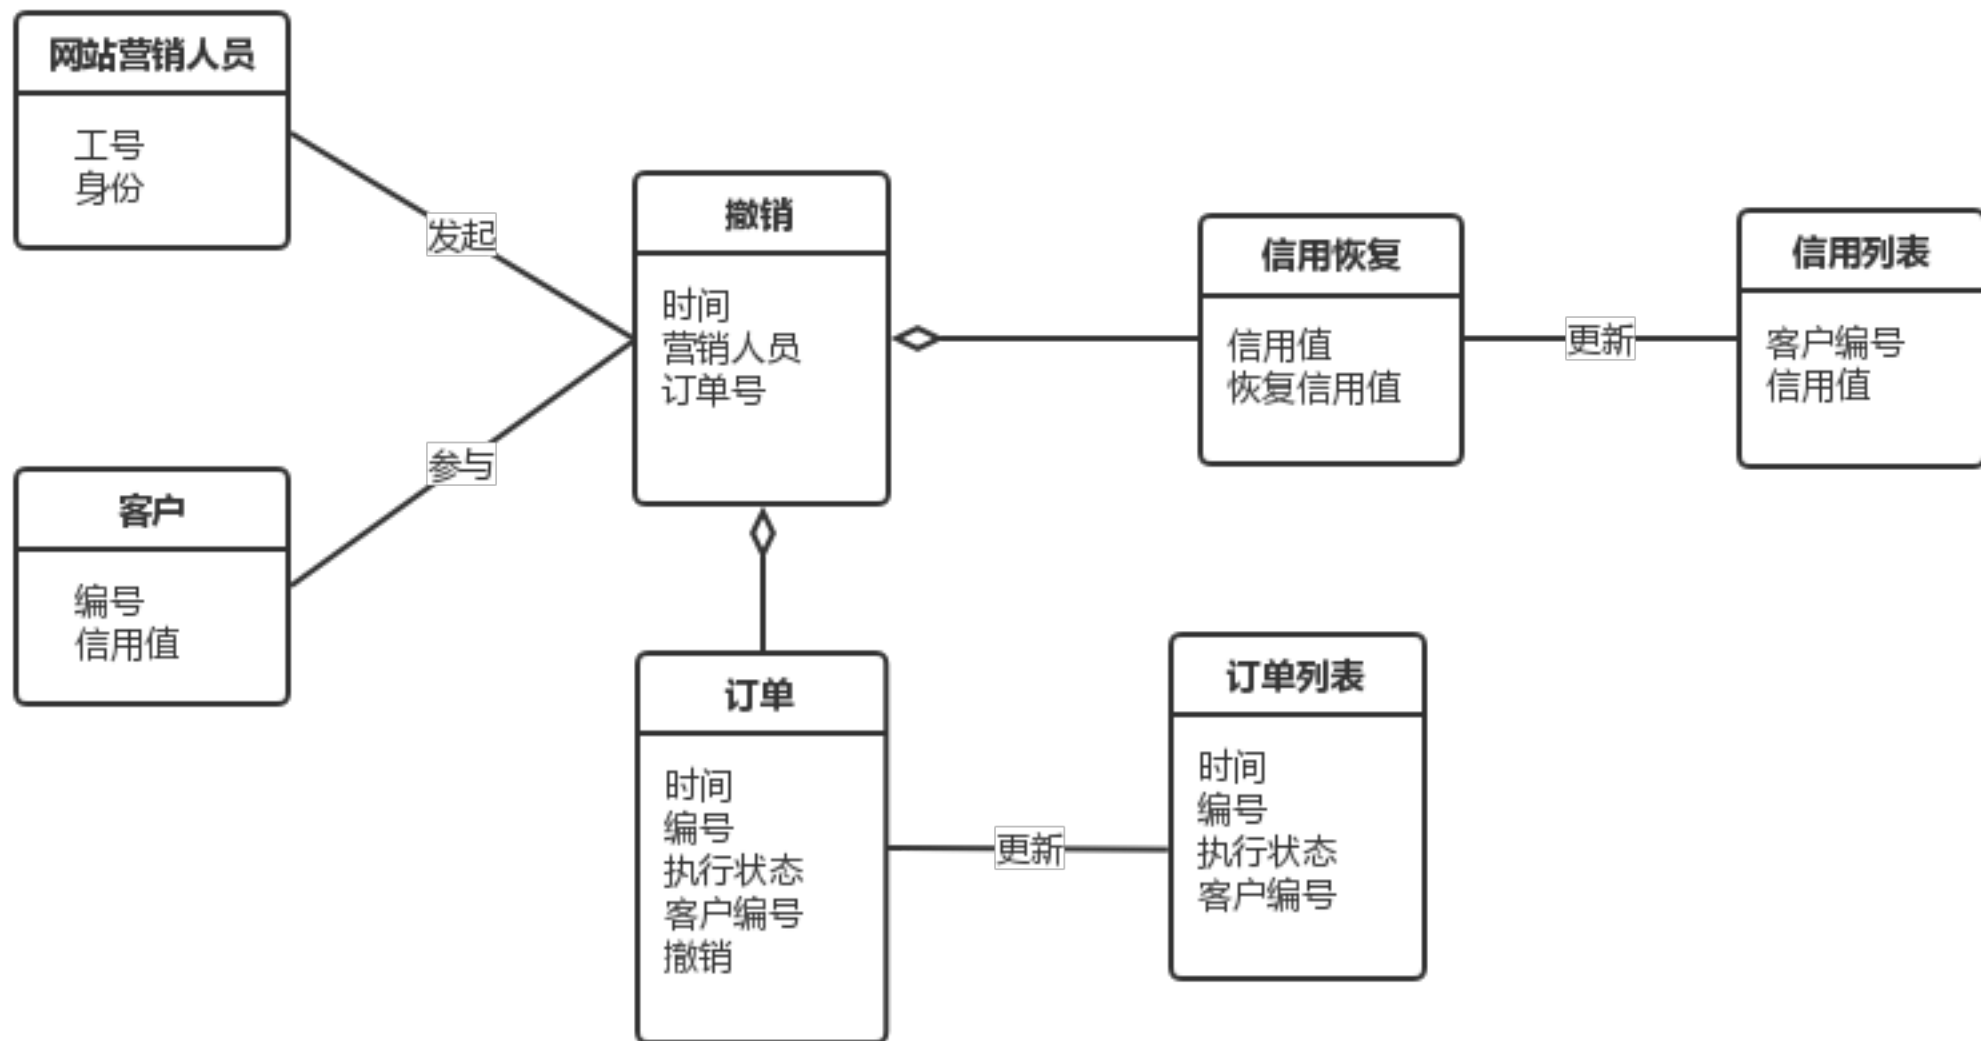 网站营销人员
工号
身份
发起
客户
编号
信用值
参与
撤销
时间
营销人员
订单号
信用恢复
信用值
恢复信用值
更新
信用列表
客户编号
信用值
订单
时间
编号
执行状态
客户编号
撤销
更新
订单列表
时间
编号
执行状态
客户编号